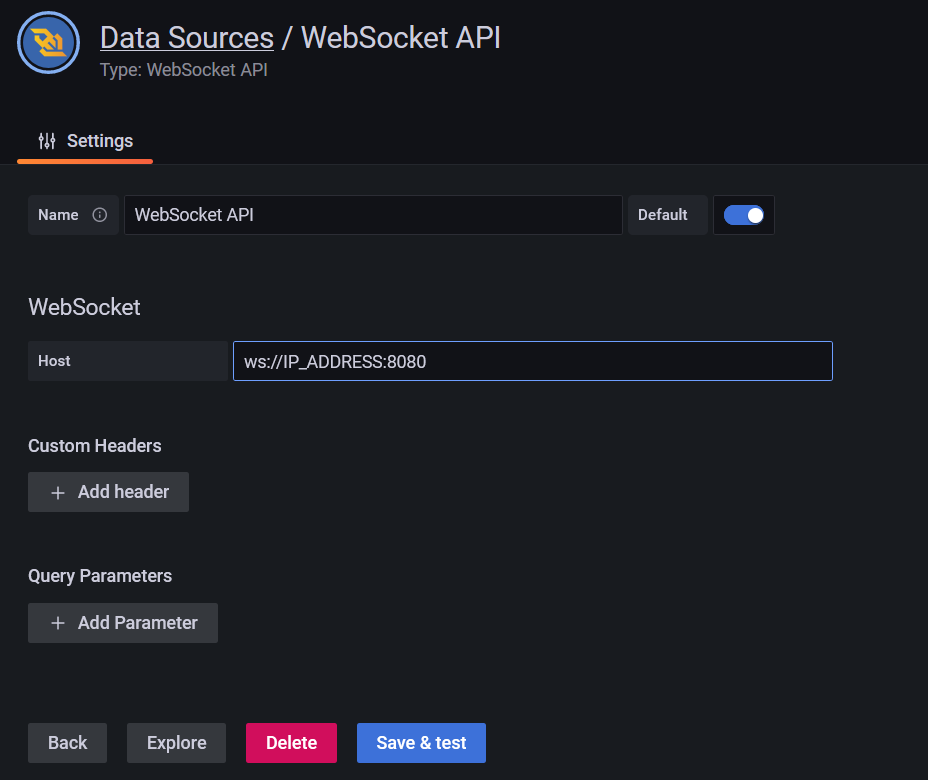 Data Sources / WebSocket API
Type: WebSocket API
Settings
Name WebSocket API Default
WebSocket
Host ws://IP_ADDRESS:8080
Custom Headers
+ Add header
Query Parameters
+ Add Parameter
Back Explore Delete Save & test